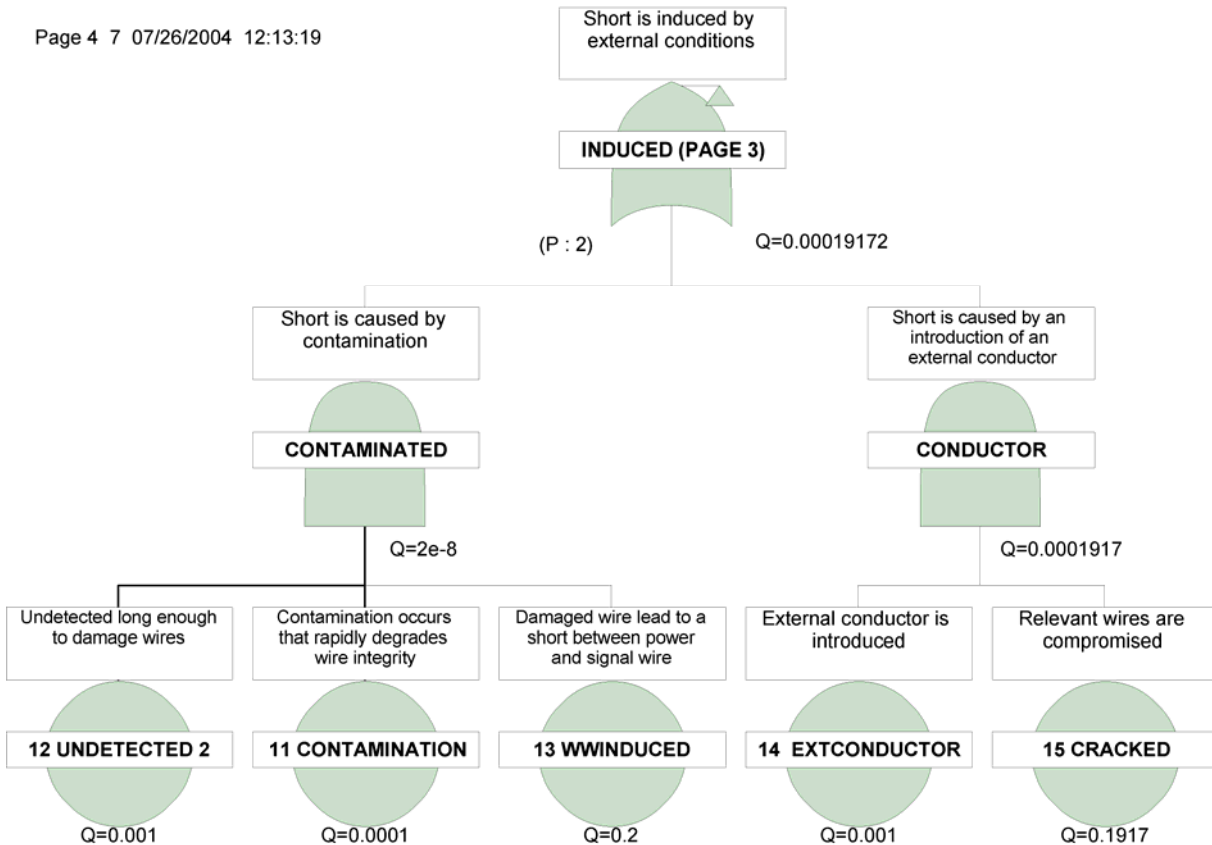 Page 4 7 07/26/2004 12:13:19
Short is induced by
external conditions
INDUCED (PAGE 3)
(P : 2)
Q=0.00019172
Short is caused by
contamination
CONTAMINATED
Q=2e-8
Short is caused by an
introduction of an
external conductor
CONDUCTOR
Q=0.0001917
Undetected long enough
to damage wires
12 UNDETECTED 2
Q=0.001
Contamination occurs
that rapidly degrades
wire integrity
11 CONTAMINATION
Q=0.0001
Damaged wire lead to a
short between power
and signal wire
13 WWINDUCED
Q=0.2
External conductor is
introduced
14 EXTCONDUCTOR
Q=0.001
Relevant wires are
compromised
15 CRACKED
Q=0.1917